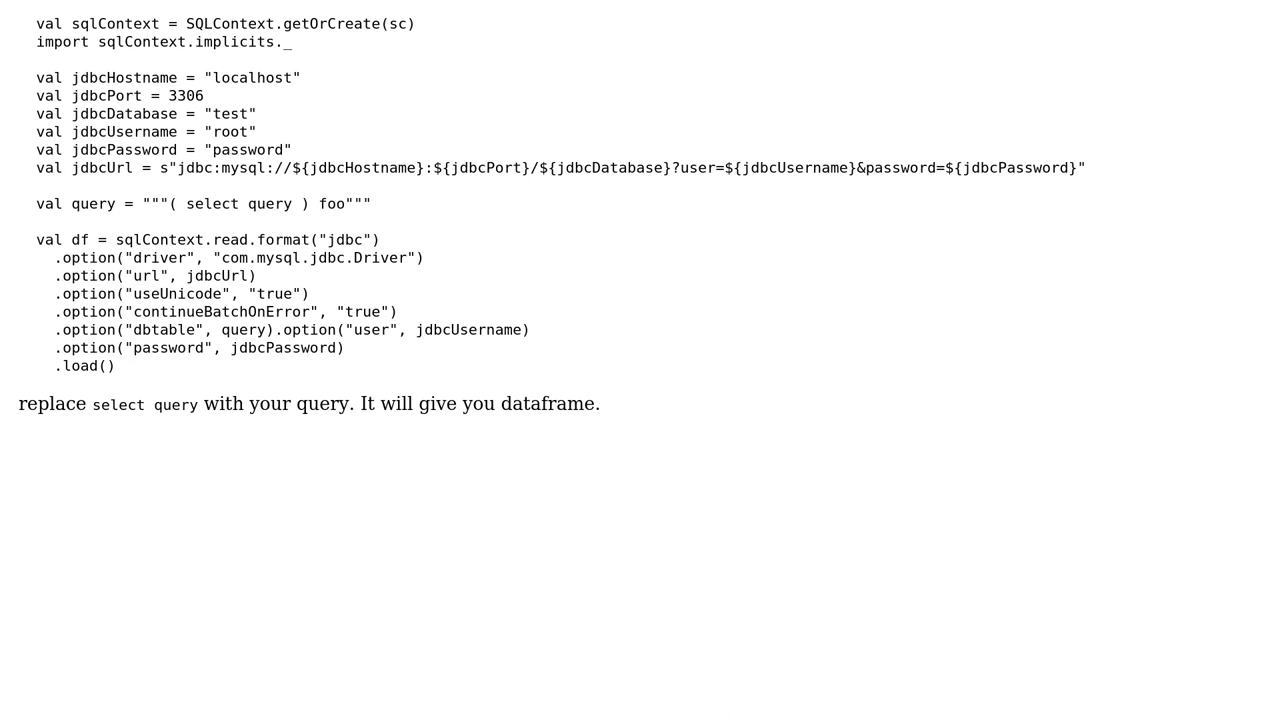 val sqlContext = SQLContext.getOrCreate(sc)
import sqlContext.implicits._

val jdbcHostname = "localhost"
val jdbcPort = 3306
val jdbcDatabase = "test"
val jdbcUsername = "root"
val jdbcPassword = "password"
val jdbcUrl = s"jdbc:mysql://${jdbcHostname}:${jdbcPort}/${jdbcDatabase}?user=${jdbcUsername}&password=${jdbcPassword}"

val query = """( select query ) foo"""

val df = sqlContext.read.format("jdbc")
  .option("driver", "com.mysql.jdbc.Driver")
  .option("url", jdbcUrl)
  .option("useUnicode", "true")
  .option("continueBatchOnError", "true")
  .option("dbtable", query).option("user", jdbcUsername)
  .option("password", jdbcPassword)
  .load()

replace select query with your query. It will give you dataframe.